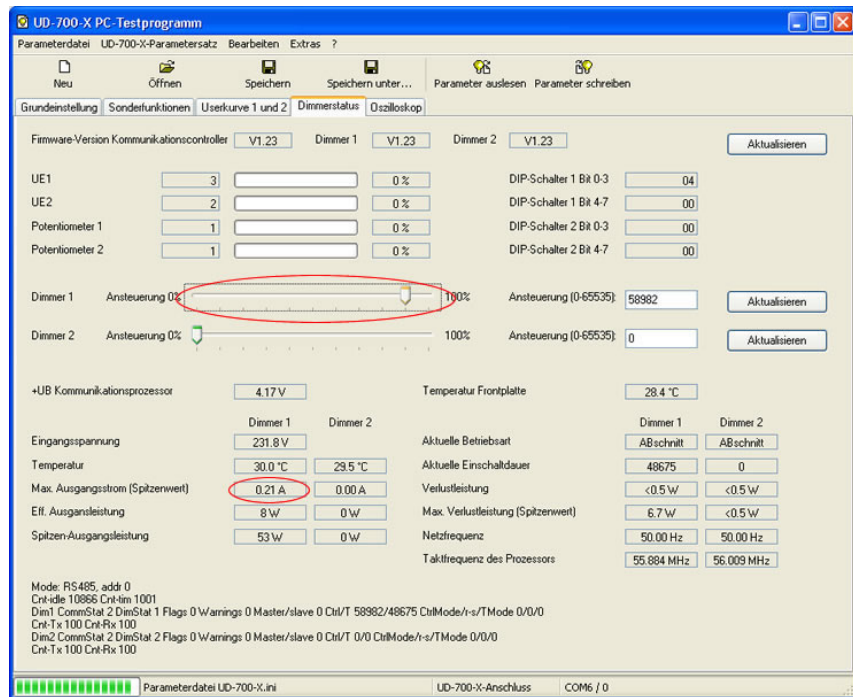 UD-700-X PC-Testprogramm
Parameterdatei UD-700-X-Parametersatz Bearbeiten Extras ?
Neu Öffnen Speichern Speichern unter... Parameter auslesen Parameter schreiben
Grundeinstellung Sonderfunktionen Userkurve 1 und 2 Dimmerstatus Oszilloskop
Firmware-Version Kommunikationscontroller V1.23 Dimmer 1 V1.23 Dimmer 2 V1.23 Aktualisieren
UE1 3 0 % DIP-Schalter 1 Bit 0-3 04
UE2 2 0 % DIP-Schalter 1 Bit 4-7 00
Potentiometer 1 1 0 % DIP-Schalter 2 Bit 0-3 00
Potentiometer 2 1 0 % DIP-Schalter 2 Bit 4-7 00
Dimmer 1 Ansteuerung 0% 100% Ansteuerung (0-65535): 58982 Aktualisieren
Dimmer 2 Ansteuerung 0% 100% Ansteuerung (0-65535): 0 Aktualisieren
+UB Kommunikationsprozessor 4.17 V Temperatur Frontplatte 28.4 °C
Dimmer 1 Dimmer 2 Dimmer 1 Dimmer 2
Eingangsspannung 231.8 V Aktuelle Betriebsart ABschnitt ABschnitt
Temperatur 30.0 °C 29.5 °C Aktuelle Einschaltdauer 48675 0
Max. Ausgangsstrom (Spitzenwert) 0.21 A 0.00 A Verlustleistung <0.5 W <0.5 W
Eff. Ausgansleistung 8 W 0 W Max. Verlustleistung (Spitzenwert) 6.7 W <0.5 W
Spitzen-Ausgangsleistung 53 W 0 W Netzfrequenz 50.00 Hz 50.00 Hz
Taktfrequenz des Prozessors 55.884 MHz 56.009 MHz
Mode: RS485, addr 0
Cnt-idle 10866 Cnt-tim 1001
Dim1 CommStat 2 DimStat 1 Flags 0 Warnings 0 Master/slave 0 Ctrl/T 58982/48675 CtrlMode/r-s/TMode 0/0/0
Cnt-Tx 100 Cnt-Rx 100
Dim2 CommStat 2 DimStat 2 Flags 0 Warnings 0 Master/slave 0 Ctrl/T 0/0 CtrlMode/r-s/TMode 0/0/0
Cnt-Tx 100 Cnt-Rx 100
Parameterdatei UD-700-X.ini UD-700-X-Anschluss COM6 / 0